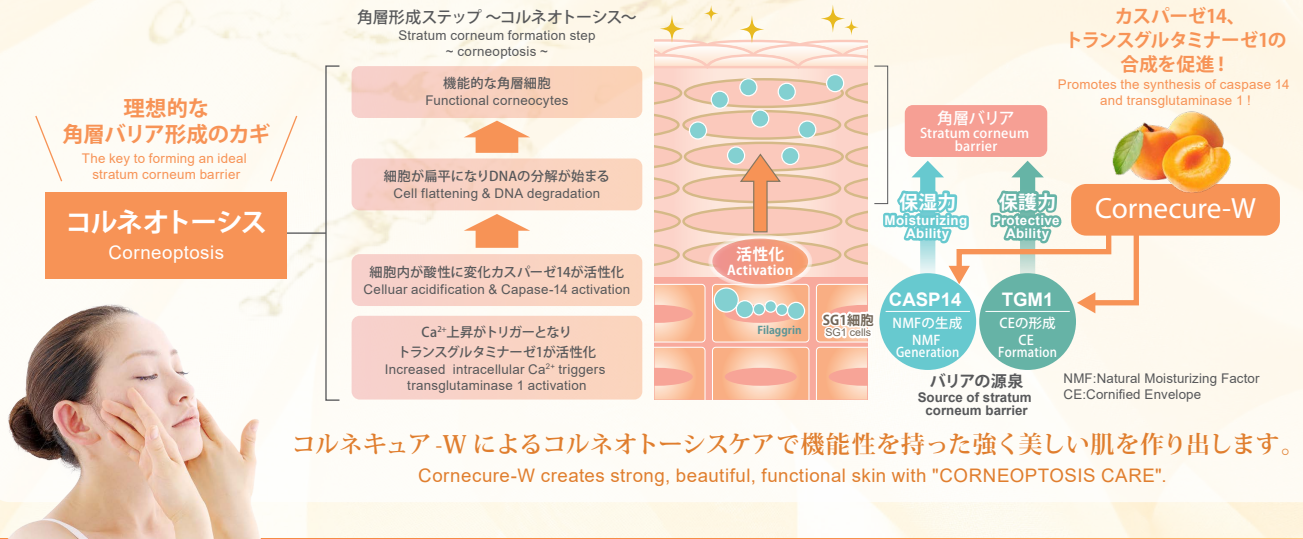 理想的な
角層バリア形成のカギ
The key to forming an ideal
stratum corneum barrier
コルネオトーシス
Corneoptosis
角層形成ステップ ～コルネオトーシス～
Stratum corneum formation step
~ corneoptosis ~
機能的な角層細胞
Functional corneocytes
細胞が扁平になりDNAの分解が始まる
Cell flattening & DNA degradation
細胞内が酸性に変化カスパーゼ14が活性化
Celluar acidification & Capase-14 activation
Ca²⁺上昇がトリガーとなり
トランスグルタミナーゼ1が活性化
Increased intracellular Ca²⁺ triggers
transglutaminase 1 activation
活性化
Activation
Filaggrin
SG1細胞
SG1 cells
カスパーゼ14、
トランスグルタミナーゼ1の
合成を促進！
Promotes the synthesis of caspase 14
and transglutaminase 1 !
角層バリア
Stratum corneum
barrier
保湿力
Moisturizing
Ability
保護力
Protective
Ability
Cornecure-W
CASP14
NMFの生成
NMF
Generation
TGM1
CEの形成
CE
Formation
バリアの源泉
Source of stratum
corneum barrier
NMF:Natural Moisturizing Factor
CE:Cornified Envelope
コルネキュア-Wによるコルネオトーシスケアで機能性を持った強く美しい肌を作り出します。
Cornecure-W creates strong, beautiful, functional skin with "CORNEOPTOSIS CARE".